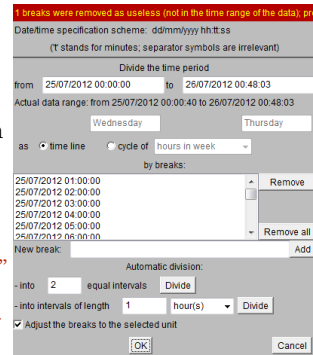 1 breaks were removed as useless (not in the time range of the data); pr
Date/time specification scheme: dd/mm/yyyy hh:tt:ss
('t' stands for minutes; separator symbols are irrelevant)
Divide the time period
from 25/07/2012 00:00:00 to 26/07/2012 00:48:03
Actual data range: from 25/07/2012 00:00:40 to 26/07/2012 00:48:03
Wednesday Thursday
as time line cycle of hours in week
by breaks:
25/07/2012 01:00:00 Remove
25/07/2012 02:00:00
25/07/2012 03:00:00
25/07/2012 04:00:00
25/07/2012 05:00:00 Remove all
25/07/2012 06:00:00
New break: Add
”
Automatic division:
- into 2 equal intervals Divide
- into intervals of length 1 hour(s) Divide
Adjust the breaks to the selected unit
OK Cancel